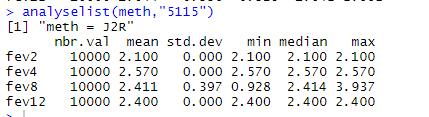 > analyselist(meth,"5115")
[1] "meth = J2R"
nbr.val mean std.dev min median max
fev2 10000 2.100 0.000 2.100 2.100 2.100
fev4 10000 2.570 0.000 2.570 2.570 2.570
fev8 10000 2.411 0.397 0.928 2.414 3.937
fev12 10000 2.400 0.000 2.400 2.400 2.400
>